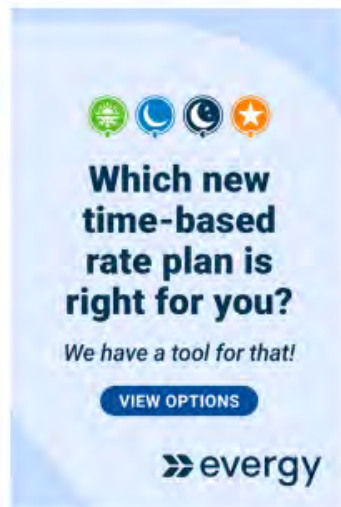 Which new
time-based
rate plan is
right for you?
We have a tool for that!
VIEW OPTIONS
evergy